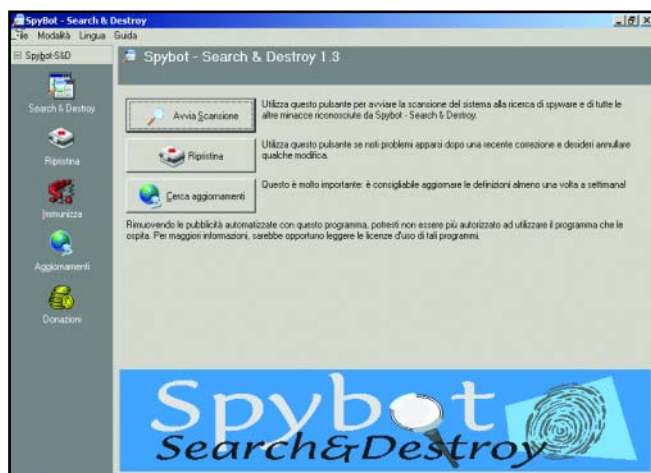 SpyBot - Search & Destroy
File Modalità Lingua Guida
Spybot-S&D
Spybot - Search & Destroy 1.3
Search & Destroy
Ripristina
Immunizza
Aggiornamenti
Donazioni
Avvia Scansione
Utilizza questo pulsante per avviare la scansione del sistema alla ricerca di spyware e di tutte le
altre minacce riconosciute da Spybot - Search & Destroy.
Ripristina
Utilizza questo pulsante se noti problemi apparsi dopo una recente correzione e desideri annullare
qualche modifica.
Cerca aggiornamenti
Questo è molto importante: è consigliabile aggiornare le definizioni almeno una volta a settimanal
Rimuovendo le pubblicità automatizzate con questo programma, potresti non essere più autorizzato ad utilizzare il programma che le
ospita. Per maggiori informazioni, sarebbe opportuno leggere le licenze d'uso di tali programmi.
Spybot
Search&Destroy